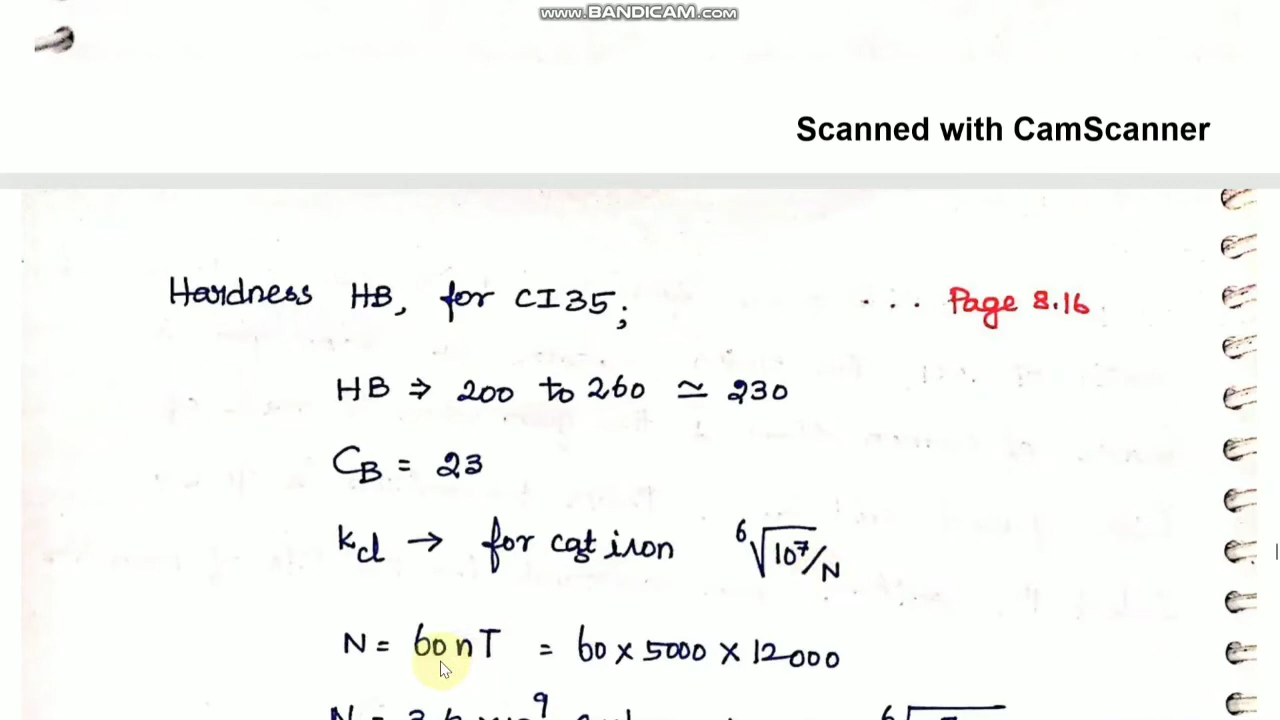 www.BANDICAM.com
Scanned with CamScanner
Hardness HB, for CI35; ... Page 8.16
HB ⇒ 200 to 260 ≃ 230
CB = 23
kcl → for cast iron ⁶√10⁷/N
N = 60 n T = 60 x 5000 x 12000
N =